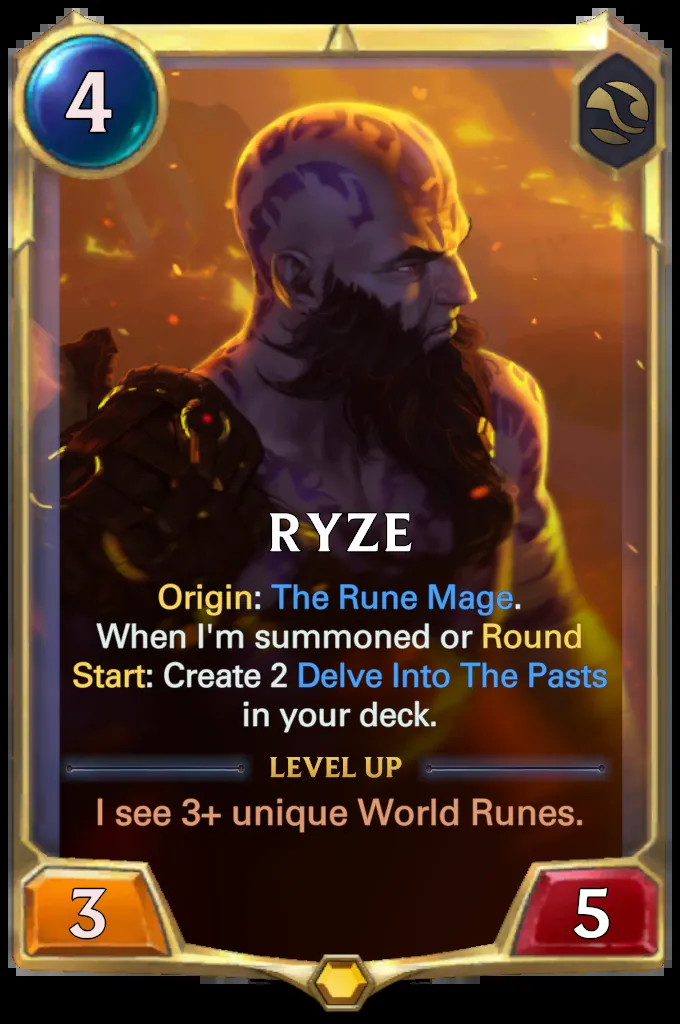 4
RYZE
Origin: The Rune Mage.
When I'm summoned or Round
Start: Create 2 Delve Into The Pasts
in your deck.
LEVEL UP
I see 3+ unique World Runes.
3
5